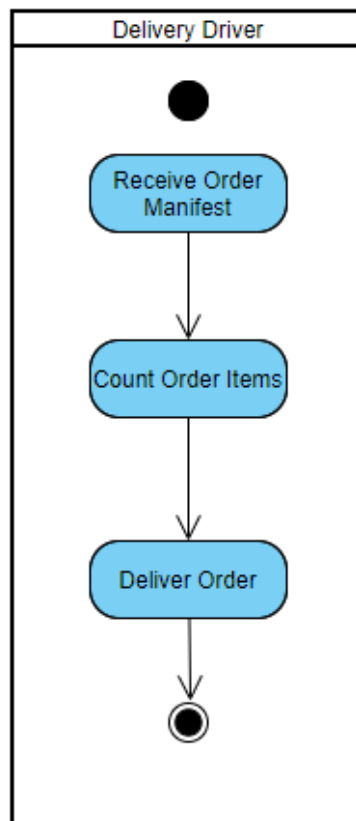 Delivery Driver
Receive Order
Manifest
Count Order Items
Deliver Order